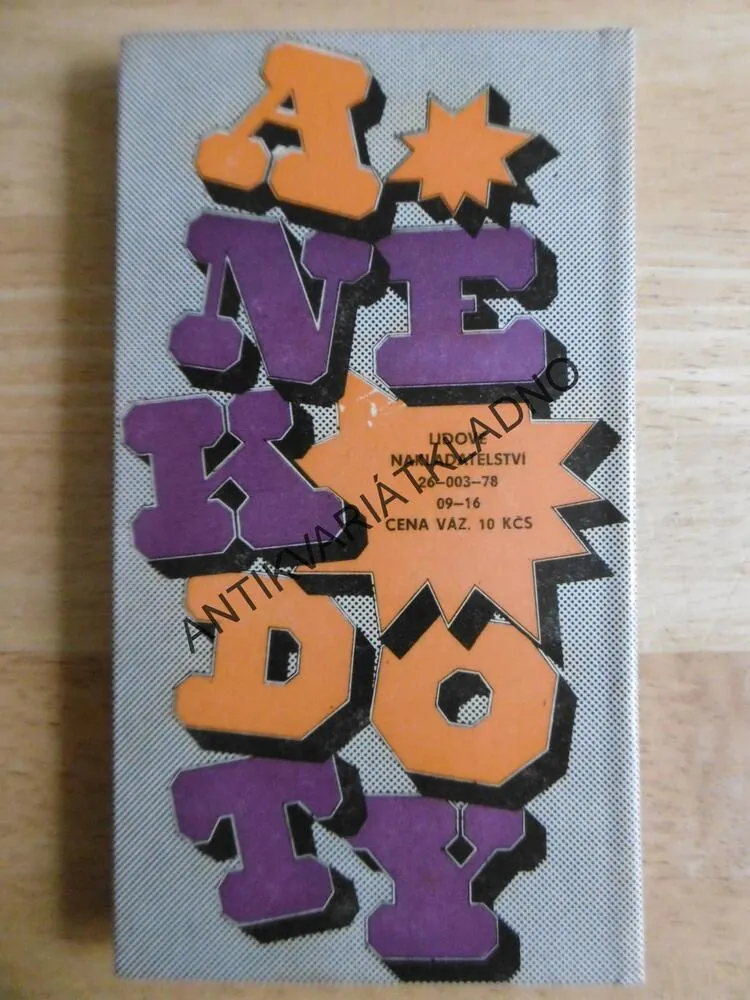 A
NE
K
DO
TY
LIDOVÉ
NAKLADATELSTVÍ
26-003-78
09-16
CENA VÁZ. 10 KČS
ANTIKVARIÁT KLADNO